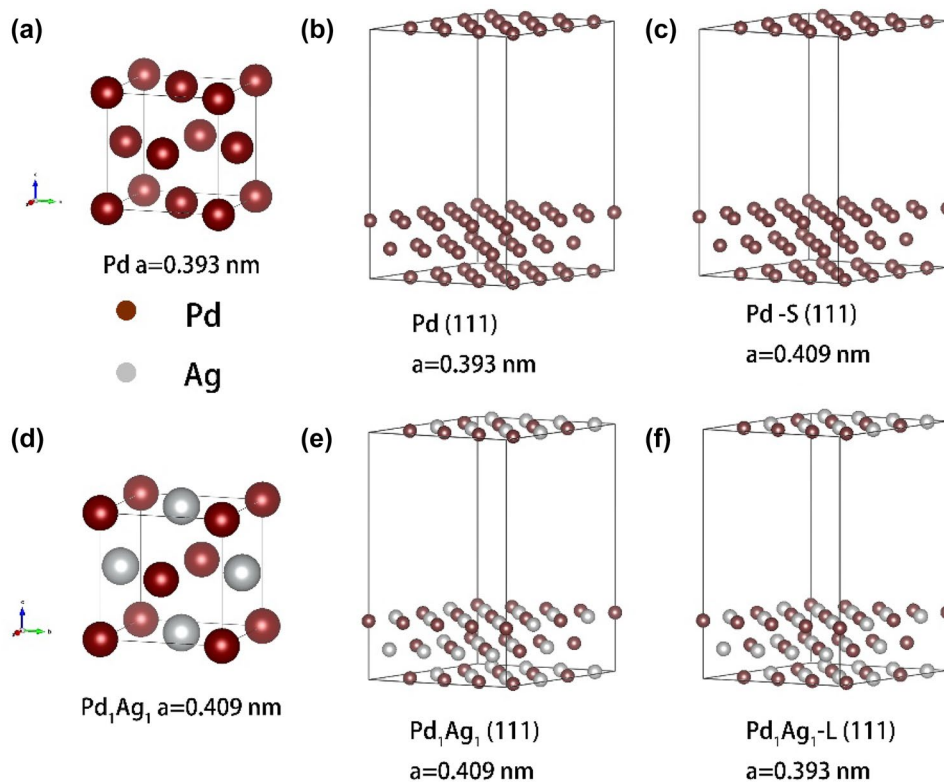 (a)
(b)
(c)
Pd a=0.393 nm
Pd
Ag
Pd (111)
a=0.393 nm
Pd -S (111)
a=0.409 nm
(d)
(e)
(f)
Pd₁Ag₁ a=0.409 nm
Pd₁Ag₁ (111)
a=0.409 nm
Pd₁Ag₁-L (111)
a=0.393 nm